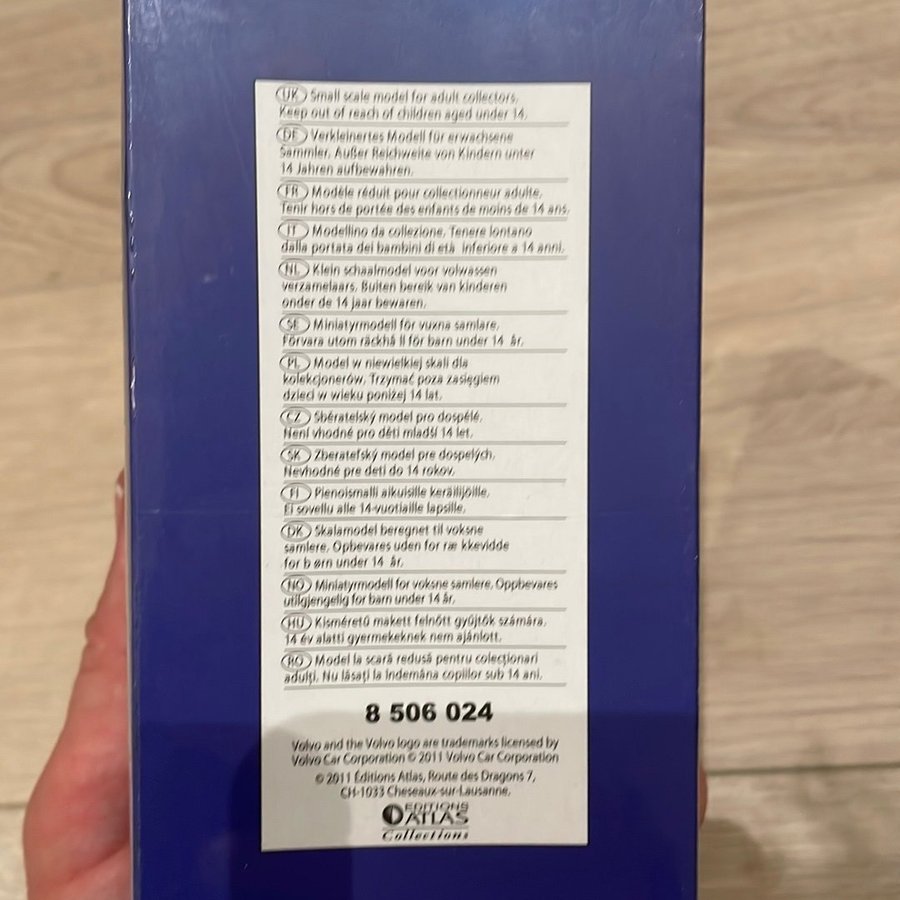 UK Small scale model for adult collectors.
Keep out of reach of children aged under 14.
DE Verkleinertes Modell für erwachsene
Sammler. Außer Reichweite von Kindern unter
14 Jahren aufbewahren.
FR Modèle réduit pour collectionneur adulte.
Tenir hors de portée des enfants de moins de 14 ans.
IT Modellino da collezione. Tenere lontano
dalla portata dei bambini di età inferiore a 14 anni.
NL Klein schaalmodel voor volwassen
verzamelaars. Buiten bereik van kinderen
onder de 14 jaar bewaren.
SE Miniatyrmodell för vuxna samlare.
Förvara utom räckhå ll för barn under 14 år.
PL Model w niewielkiej skali dla
kolekcjonerów. Trzymać poza zasięgiem
dzieci w wieku poniżej 14 lat.
CZ Sběratelský model pro dospělé.
Není vhodné pro děti mladší 14 let.
SK Zberateľský model pre dospelých.
Nevhodné pre deti do 14 rokov.
FI Pienoismalli aikuisille keräilijöille.
Ei sovellu alle 14-vuotiaille lapsille.
DK Skalamodel beregnet til voksne
samlere. Opbevares uden for ræ kkevidde
for b ørn under 14 år.
NO Miniatyrmodell for voksne samlere. Oppbevares
utilgjengelig for barn under 14 år.
HU Kisméretű makett felnőtt gyűjtők számára.
14 év alatti gyermekeknek nem ajánlott.
RO Model la scară redusă pentru colecționari
adulți. Nu lăsați la îndemâna copiilor sub 14 ani.
8 506 024
Volvo and the Volvo logo are trademarks licensed by
Volvo Car Corporation © 2011 Volvo Car Corporation
© 2011 Éditions Atlas, Route des Dragons 7,
CH-1033 Cheseaux-sur-Lausanne.
EDITIONS
ATLAS
Collections